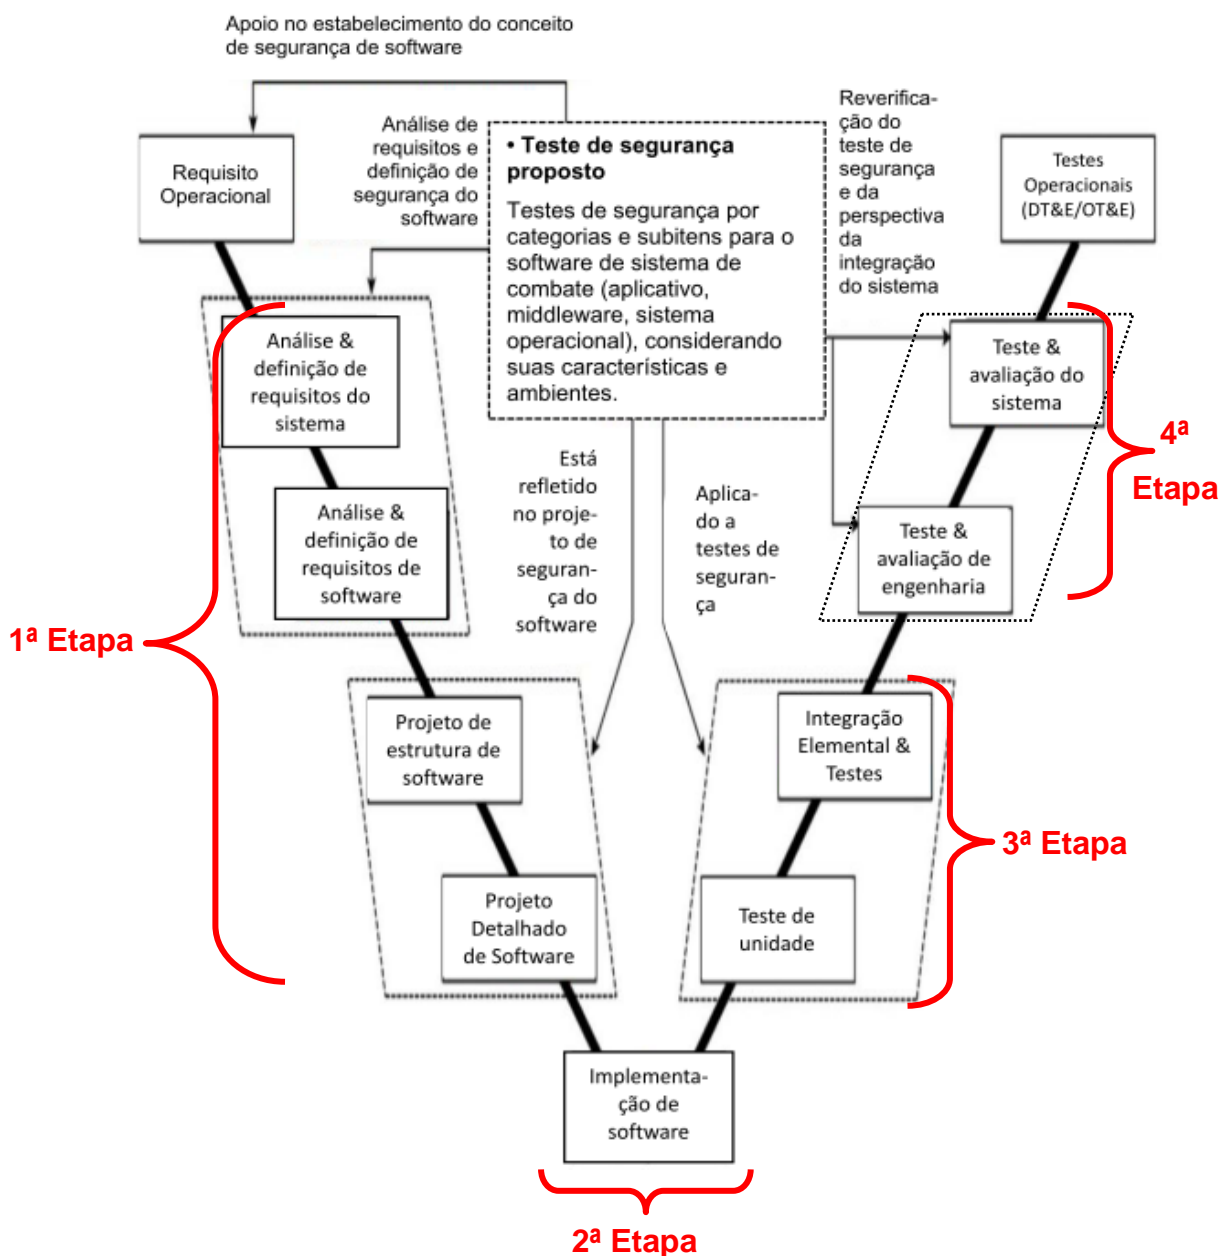 Apoio no estabelecimento do conceito
de segurança de software
Análise de
requisitos e
definição de
segurança do
software
Reverifica-
ção do
teste de
segurança
e da
perspectiva
da
integração
do sistema
Requisito
Operacional
• Teste de segurança
proposto
Testes de segurança por
categorias e subitens para o
software de sistema de
combate (aplicativo,
middleware, sistema
operacional), considerando
suas características e
ambientes.
Testes
Operacionais
(DT&E/OT&E)
Análise &
definição de
requisitos do
sistema
Teste &
avaliação do
sistema
4ª
Etapa
Está
refletido
no proje-
to de
seguran-
ça do
software
Aplica-
do a
testes de
seguran-
ça
Análise &
definição de
requisitos de
software
Teste &
avaliação de
engenharia
1ª Etapa
Projeto de
estrutura de
software
Integração
Elemental &
Testes
3ª Etapa
Projeto
Detalhado
de Software
Teste de
unidade
Implementa-
ção de
software
2ª Etapa